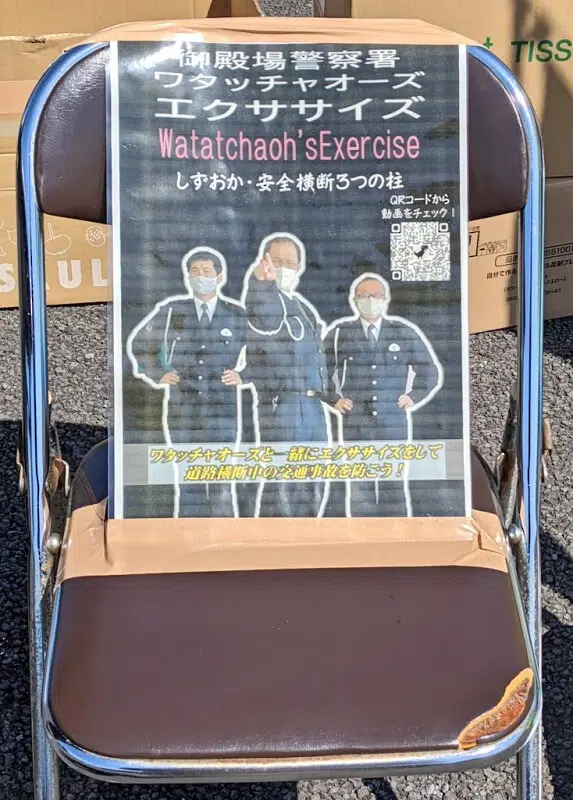 御殿場警察署
ワタッチャオーズ
エクササイズ
Watatchaoh'sExercise
しずおか・安全横断3つの柱
QRコードから
動画をチェック！
ワタッチャオーズと一緒にエクササイズをして
道路横断中の交通事故を防ごう！
TISS